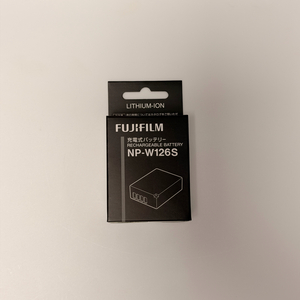 LITHIUM-ION
FUJIFILM
充電式バッテリー
RECHARGEABLE BATTERY
NP-W126S